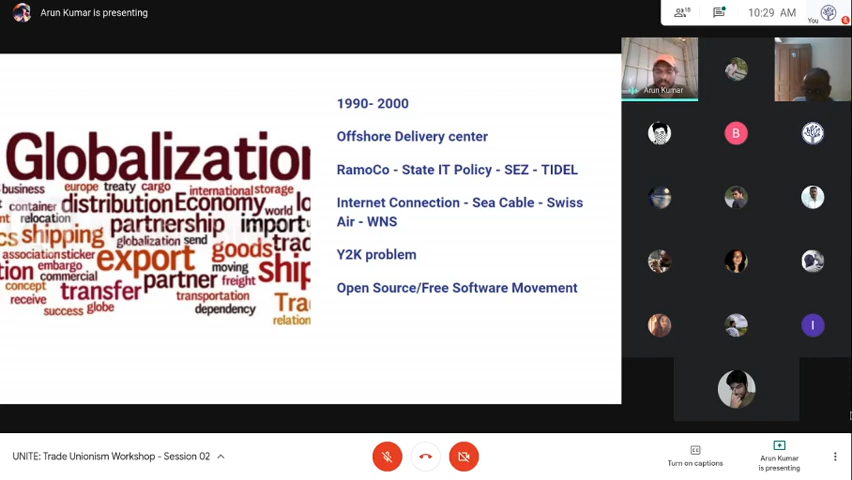 Arun Kumar is presenting
18
10:29 AM
You
1990- 2000
Offshore Delivery center
RamoCo - State IT Policy - SEZ - TIDEL
Internet Connection - Sea Cable - Swiss
Air - WNS
Y2K problem
Open Source/Free Software Movement
Globalization
business
europe treaty cargo
international storage
container
distribution
Economy
world
relocation
partnership
import
shipping
globalization send
goods
association sticker
export
embargo
moving
commercial
partner
freight
concept
transfer
transportation
receive
dependency
success globe
Arun Kumar
B
I
UNITE: Trade Unionism Workshop - Session 02
Turn on captions
Arun Kumar
is presenting